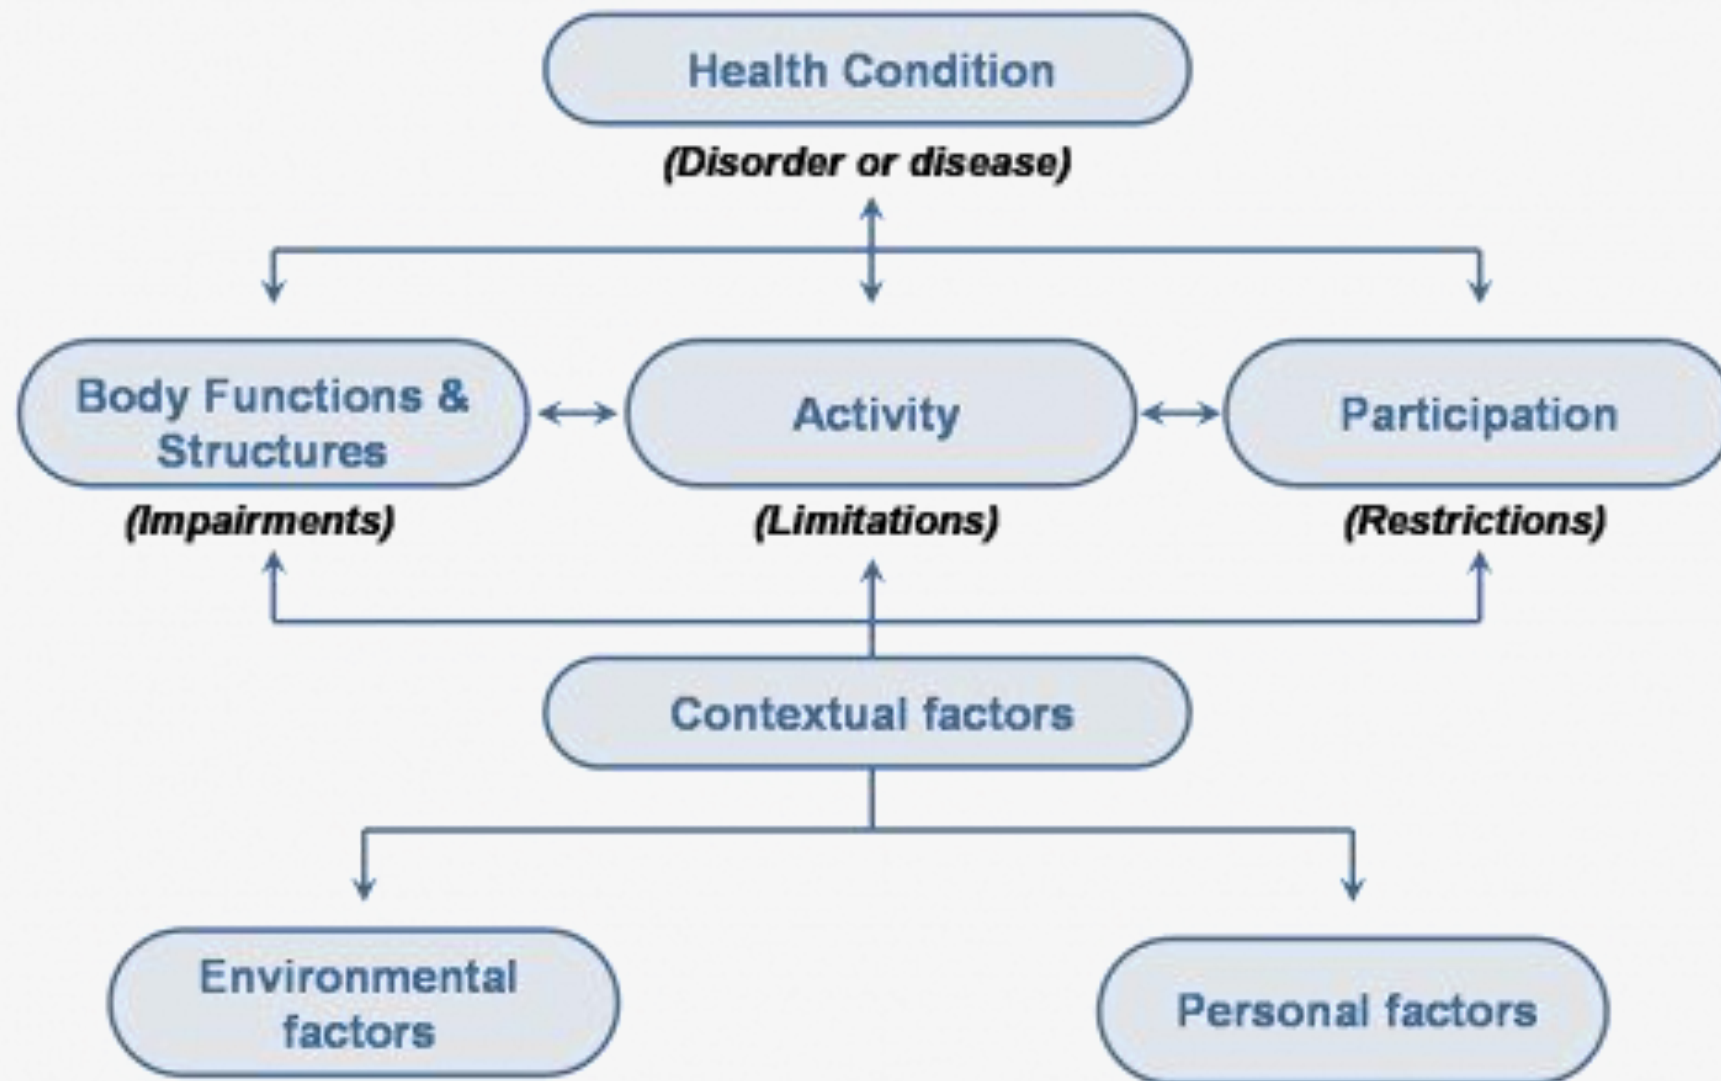 Health Condition
(Disorder or disease)
Body Functions &
Structures
(Impairments)
Activity
(Limitations)
Participation
(Restrictions)
Contextual factors
Environmental
factors
Personal factors